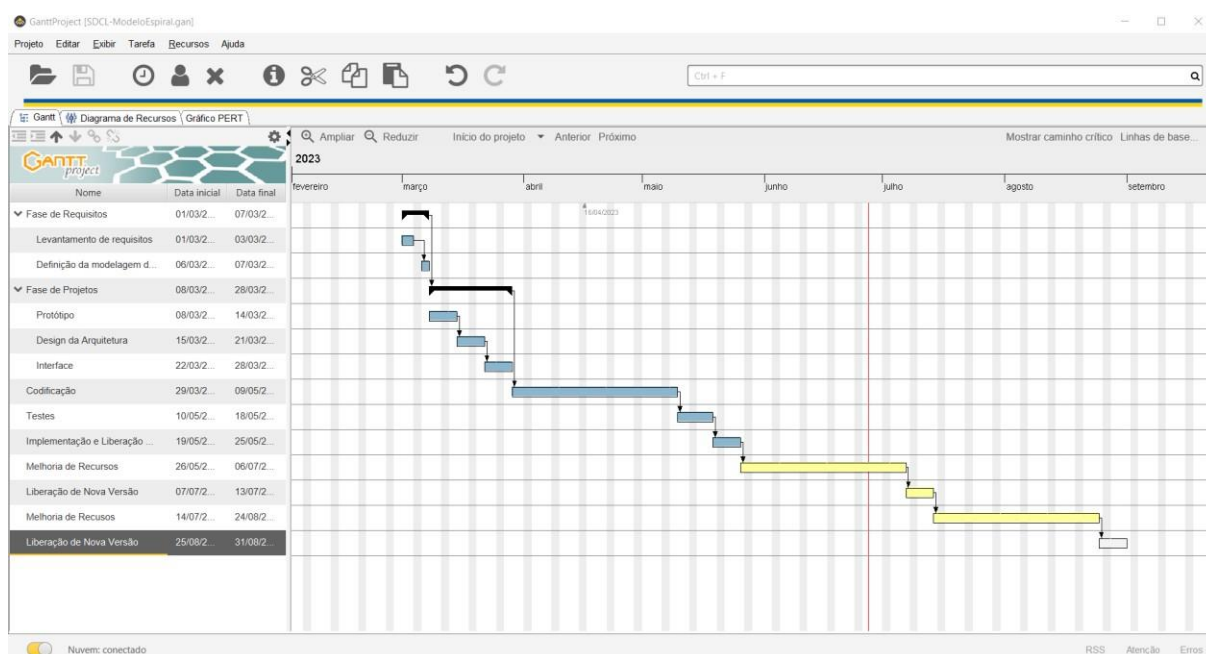 GanttProject [SDCL-ModeloEspiral.gan]
Projeto Editar Exibir Tarefa Recursos Ajuda
Ctrl + F
Gantt Diagrama de Recursos Gráfico PERT
Ampliar Reduzir Início do projeto Anterior Próximo Mostrar caminho crítico Linhas de base...
GANTT project
2023
Nome Data inicial Data final
fevereiro março abril maio junho julho agosto setembro
16/04/2023
Fase de Requisitos 01/03/2... 07/03/2...
Levantamento de requisitos 01/03/2... 03/03/2...
Definição da modelagem d... 06/03/2... 07/03/2...
Fase de Projetos 08/03/2... 28/03/2...
Protótipo 08/03/2... 14/03/2...
Design da Arquitetura 15/03/2... 21/03/2...
Interface 22/03/2... 28/03/2...
Codificação 29/03/2... 09/05/2...
Testes 10/05/2... 18/05/2...
Implementação e Liberação ... 19/05/2... 25/05/2...
Melhoria de Recursos 26/05/2... 06/07/2...
Liberação de Nova Versão 07/07/2... 13/07/2...
Melhoria de Recusos 14/07/2... 24/08/2...
Liberação de Nova Versão 25/08/2... 31/08/2...
Nuvem: conectado RSS Atenção Erros